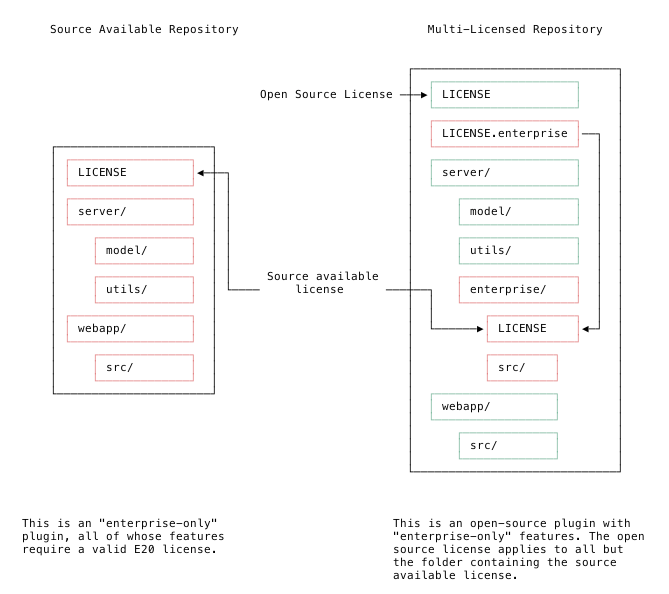 Source Available Repository
LICENSE
server/
model/
utils/
webapp/
src/
This is an "enterprise-only"
plugin, all of whose features
require a valid E20 license.
Open Source License
Source available
license
Multi-Licensed Repository
LICENSE
LICENSE.enterprise
server/
model/
utils/
enterprise/
LICENSE
src/
webapp/
src/
This is an open-source plugin with
"enterprise-only" features. The open
source license applies to all but
the folder containing the source
available license.